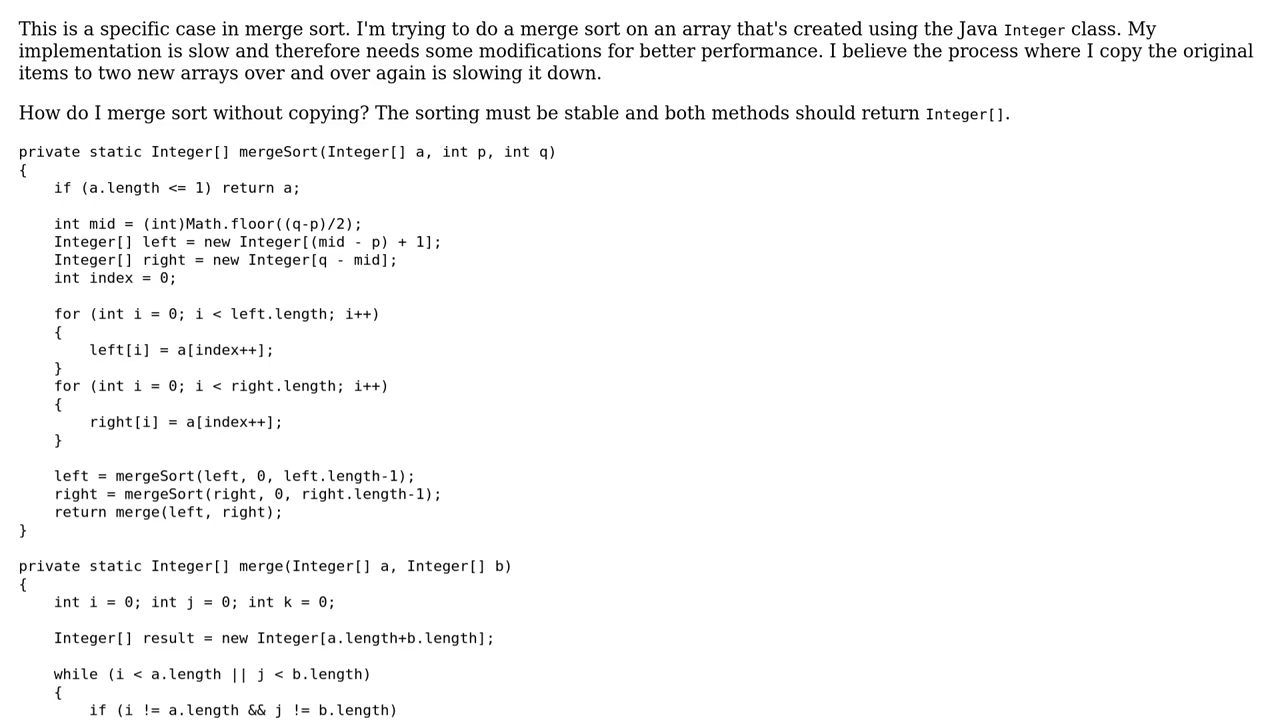 This is a specific case in merge sort. I'm trying to do a merge sort on an array that's created using the Java Integer class. My
implementation is slow and therefore needs some modifications for better performance. I believe the process where I copy the original
items to two new arrays over and over again is slowing it down.
How do I merge sort without copying? The sorting must be stable and both methods should return Integer[].
private static Integer[] mergeSort(Integer[] a, int p, int q)
{
    if (a.length <= 1) return a;
    int mid = (int)Math.floor((q-p)/2);
    Integer[] left = new Integer[(mid - p) + 1];
    Integer[] right = new Integer[q - mid];
    int index = 0;
    for (int i = 0; i < left.length; i++)
    {
        left[i] = a[index++];
    }
    for (int i = 0; i < right.length; i++)
    {
        right[i] = a[index++];
    }
    left = mergeSort(left, 0, left.length-1);
    right = mergeSort(right, 0, right.length-1);
    return merge(left, right);
}
private static Integer[] merge(Integer[] a, Integer[] b)
{
    int i = 0; int j = 0; int k = 0;
    Integer[] result = new Integer[a.length+b.length];
    while (i < a.length || j < b.length)
    {
        if (i != a.length && j != b.length)